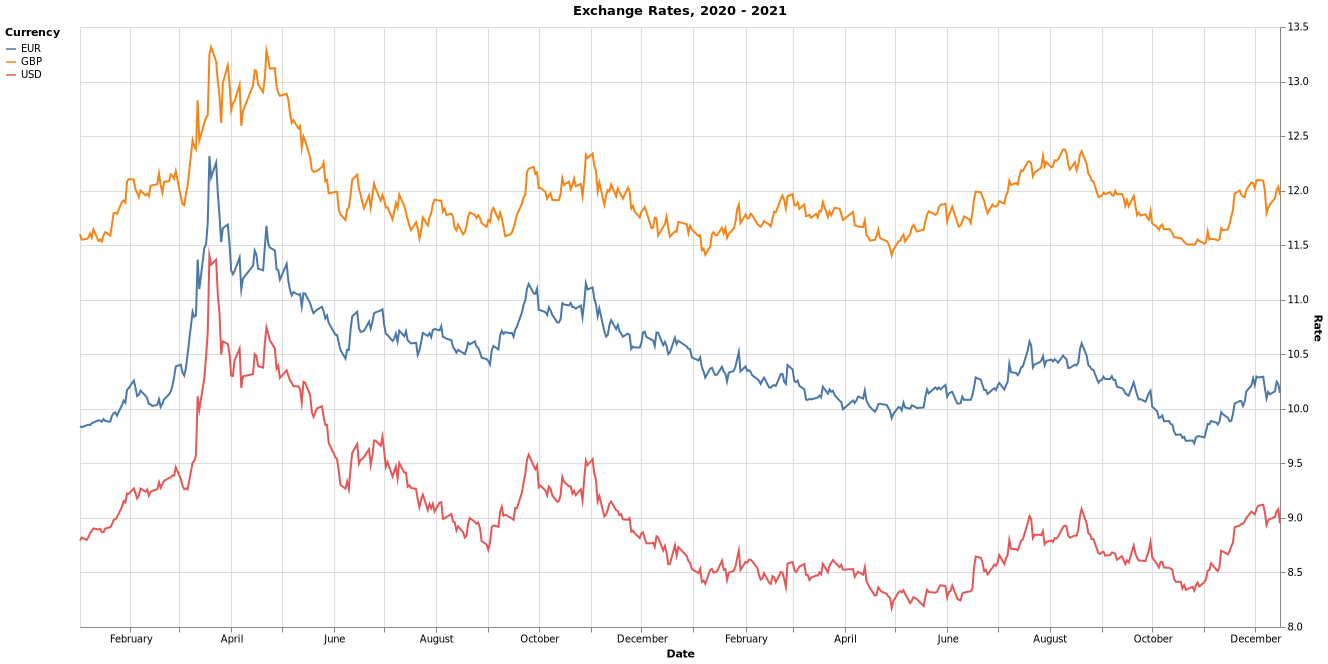 Exchange Rates, 2020 - 2021
Currency
EUR
GBP
USD
13.5
13.0
12.5
12.0
11.5
11.0
10.5
10.0
9.5
9.0
8.5
8.0
Rate
February April June August October December February April June August October December
Date